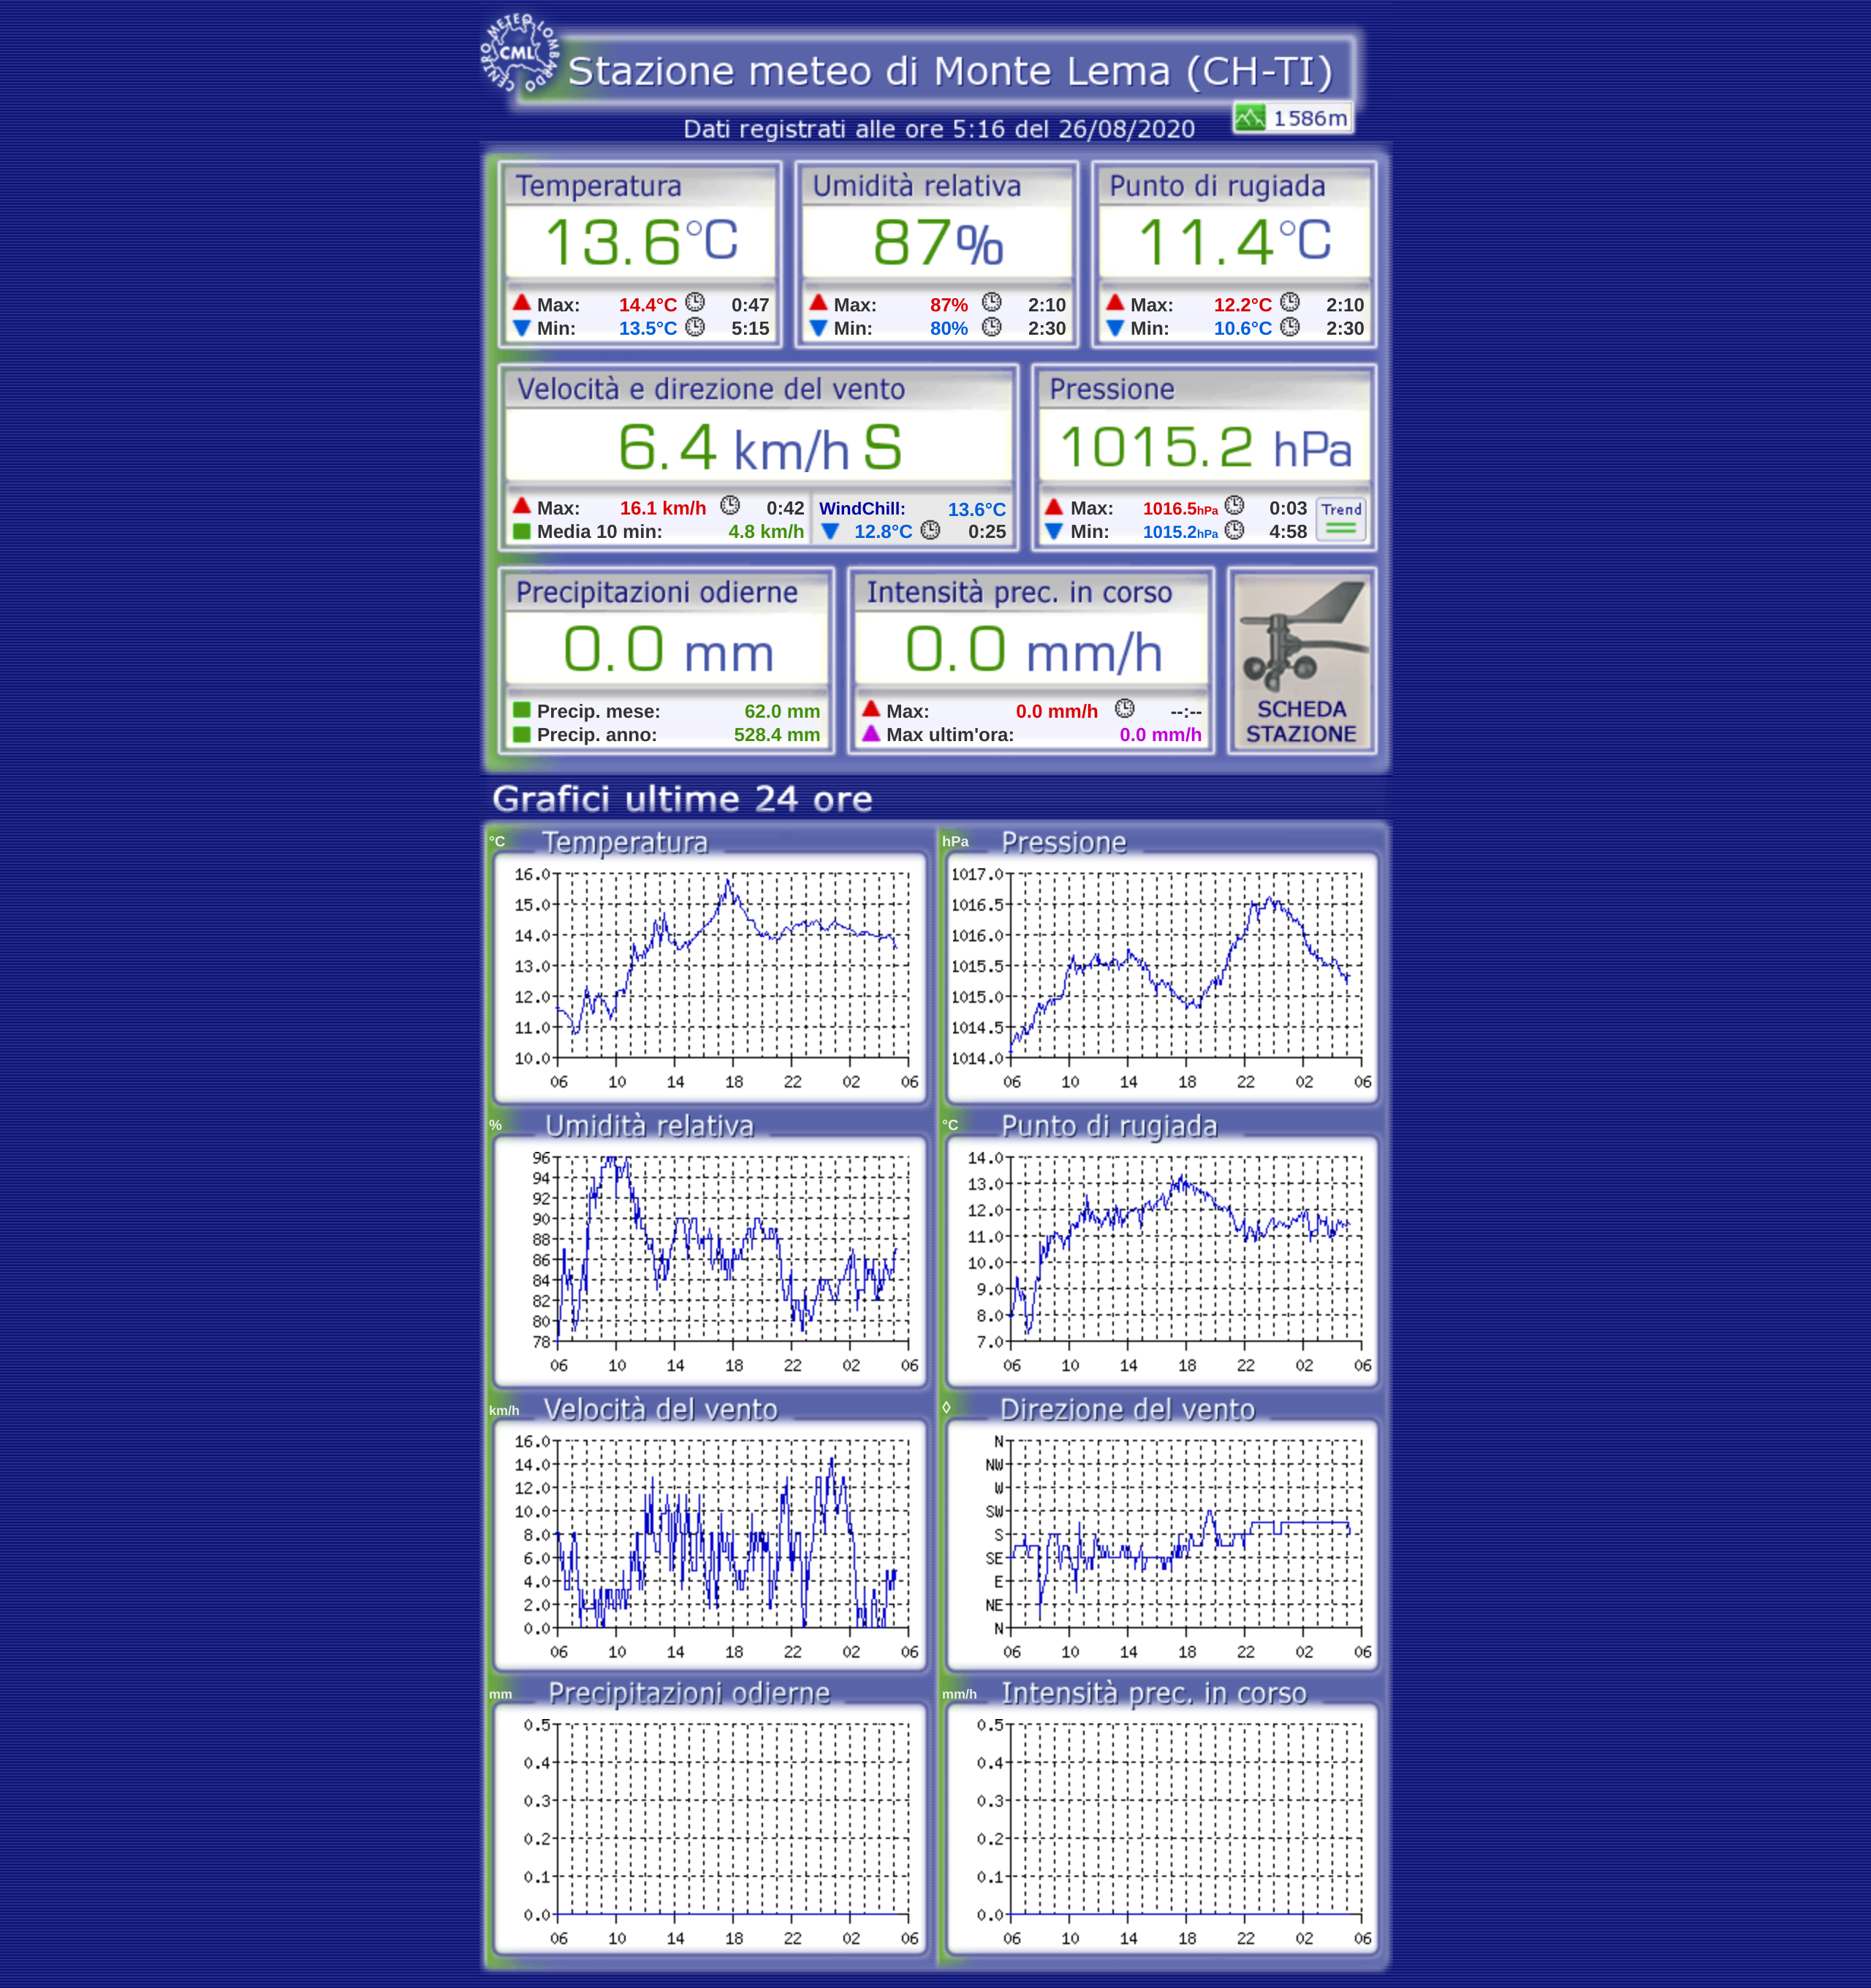 CENTRO METEO LOMBARDO
CML
Stazione meteo di Monte Lema (CH-TI)
1586m
Dati registrati alle ore 5:16 del 26/08/2020
Temperatura
13.6°C
Max: 14.4°C 0:47
Min: 13.5°C 5:15
Umidità relativa
87%
Max: 87% 2:10
Min: 80% 2:30
Punto di rugiada
11.4°C
Max: 12.2°C 2:10
Min: 10.6°C 2:30
Velocità e direzione del vento
6.4 km/h S
Max: 16.1 km/h 0:42
Media 10 min: 4.8 km/h
WindChill: 13.6°C
12.8°C 0:25
Pressione
1015.2 hPa
Max: 1016.5hPa 0:03
Min: 1015.2hPa 4:58
Trend
Precipitazioni odierne
0.0 mm
Precip. mese: 62.0 mm
Precip. anno: 528.4 mm
Intensità prec. in corso
0.0 mm/h
Max: 0.0 mm/h --:--
Max ultim'ora: 0.0 mm/h
SCHEDA
STAZIONE
Grafici ultime 24 ore
°C Temperatura
16.0
15.0
14.0
13.0
12.0
11.0
10.0
06 10 14 18 22 02 06
hPa Pressione
1017.0
1016.5
1016.0
1015.5
1015.0
1014.5
1014.0
06 10 14 18 22 02 06
% Umidità relativa
96
94
92
90
88
86
84
82
80
78
06 10 14 18 22 02 06
°C Punto di rugiada
14.0
13.0
12.0
11.0
10.0
9.0
8.0
7.0
06 10 14 18 22 02 06
km/h Velocità del vento
16.0
14.0
12.0
10.0
8.0
6.0
4.0
2.0
0.0
06 10 14 18 22 02 06
◊ Direzione del vento
N
NW
W
SW
S
SE
E
NE
N
06 10 14 18 22 02 06
mm Precipitazioni odierne
0.5
0.4
0.3
0.2
0.1
0.0
06 10 14 18 22 02 06
mm/h Intensità prec. in corso
0.5
0.4
0.3
0.2
0.1
0.0
06 10 14 18 22 02 06